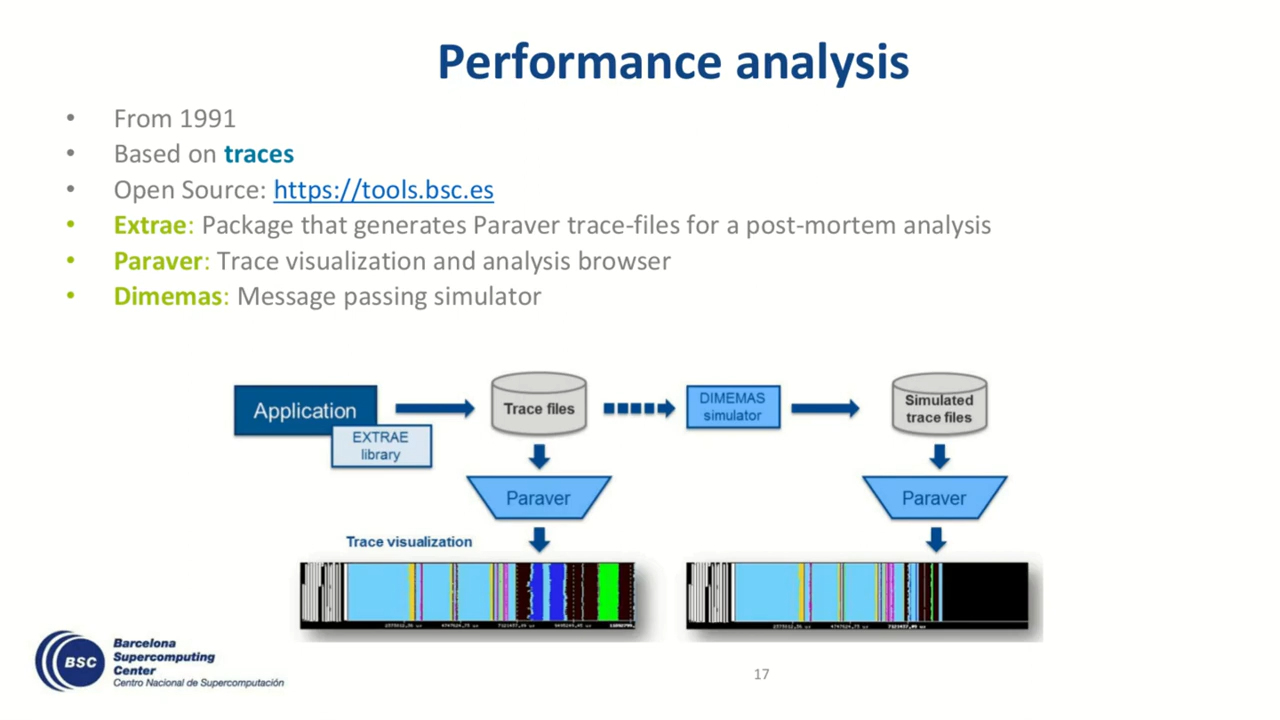 Performance analysis
• From 1991
• Based on traces
• Open Source: https://tools.bsc.es
• Extrae: Package that generates Paraver trace-files for a post-mortem analysis
• Paraver: Trace visualization and analysis browser
• Dimemas: Message passing simulator
Application
EXTRAE
library
Trace files
DIMEMAS
simulator
Simulated
trace files
Paraver
Paraver
Trace visualization
BSC
Barcelona
Supercomputing
Center
Centro Nacional de Supercomputación
17